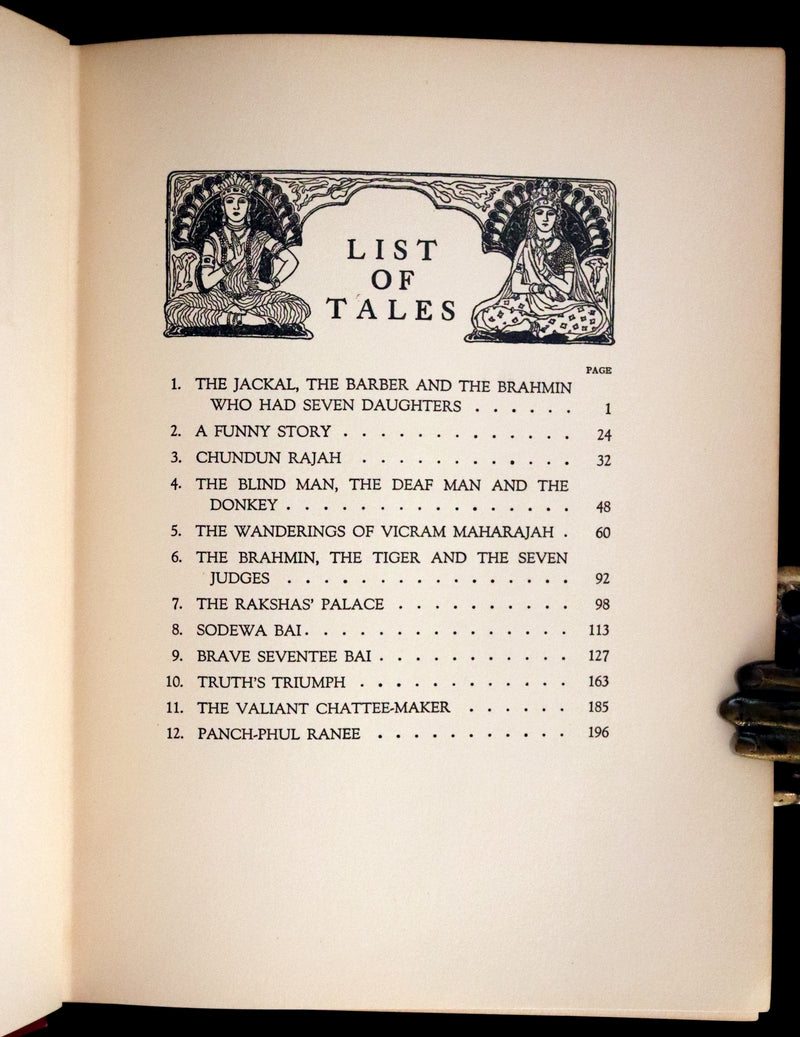 LIST
OF
TALES
PAGE
1. THE JACKAL, THE BARBER AND THE BRAHMIN
WHO HAD SEVEN DAUGHTERS . . . . . . 1
2. A FUNNY STORY . . . . . . . . . . . . . 24
3. CHUNDUN RAJAH . . . . . . . . . . . . 32
4. THE BLIND MAN, THE DEAF MAN AND THE
DONKEY . . . . . . . . . . . . . . . . 48
5. THE WANDERINGS OF VICRAM MAHARAJAH . 60
6. THE BRAHMIN, THE TIGER AND THE SEVEN
JUDGES . . . . . . . . . . . . . . . . 92
7. THE RAKSHAS' PALACE . . . . . . . . . . 98
8. SODEWA BAI . . . . . . . . . . . . . . . 113
9. BRAVE SEVENTEE BAI . . . . . . . . . . . 127
10. TRUTH'S TRIUMPH . . . . . . . . . . . . 163
11. THE VALIANT CHATTEE-MAKER . . . . . . 185
12. PANCH-PHUL RANEE . . . . . . . . . . . 196